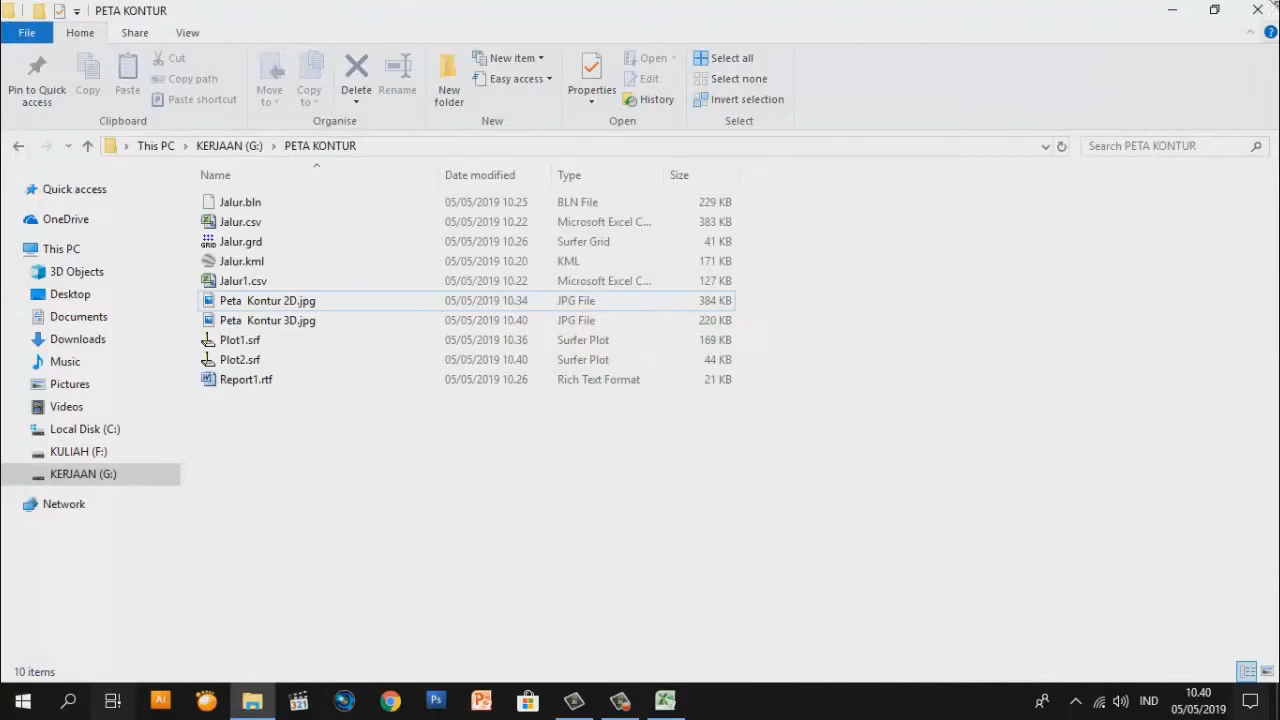 PETA KONTUR
File Home Share View
Pin to Quick access
Copy
Paste
Cut
Copy path
Paste shortcut
Clipboard
Move to
Copy to
Delete
Rename
Organise
New folder
New item
Easy access
New
Properties
Open
Edit
History
Open
Select all
Select none
Invert selection
Select
This PC KERJAAN (G:) PETA KONTUR
Search PETA KONTUR
Quick access
OneDrive
This PC
3D Objects
Desktop
Documents
Downloads
Music
Pictures
Videos
Local Disk (C:)
KULIAH (F:)
KERJAAN (G:)
Network
Name Date modified Type Size
Jalur.bln 05/05/2019 10.25 BLN File 229 KB
Jalur.csv 05/05/2019 10.22 Microsoft Excel C... 383 KB
Jalur.grd 05/05/2019 10.26 Surfer Grid 41 KB
Jalur.kml 05/05/2019 10.20 KML 171 KB
Jalur1.csv 05/05/2019 10.22 Microsoft Excel C... 127 KB
Peta Kontur 2D.jpg 05/05/2019 10.34 JPG File 384 KB
Peta Kontur 3D.jpg 05/05/2019 10.40 JPG File 220 KB
Plot1.srf 05/05/2019 10.36 Surfer Plot 169 KB
Plot2.srf 05/05/2019 10.40 Surfer Plot 44 KB
Report1.rtf 05/05/2019 10.26 Rich Text Format 21 KB
10 items
Ai
321
Ps
IND
10.40
05/05/2019